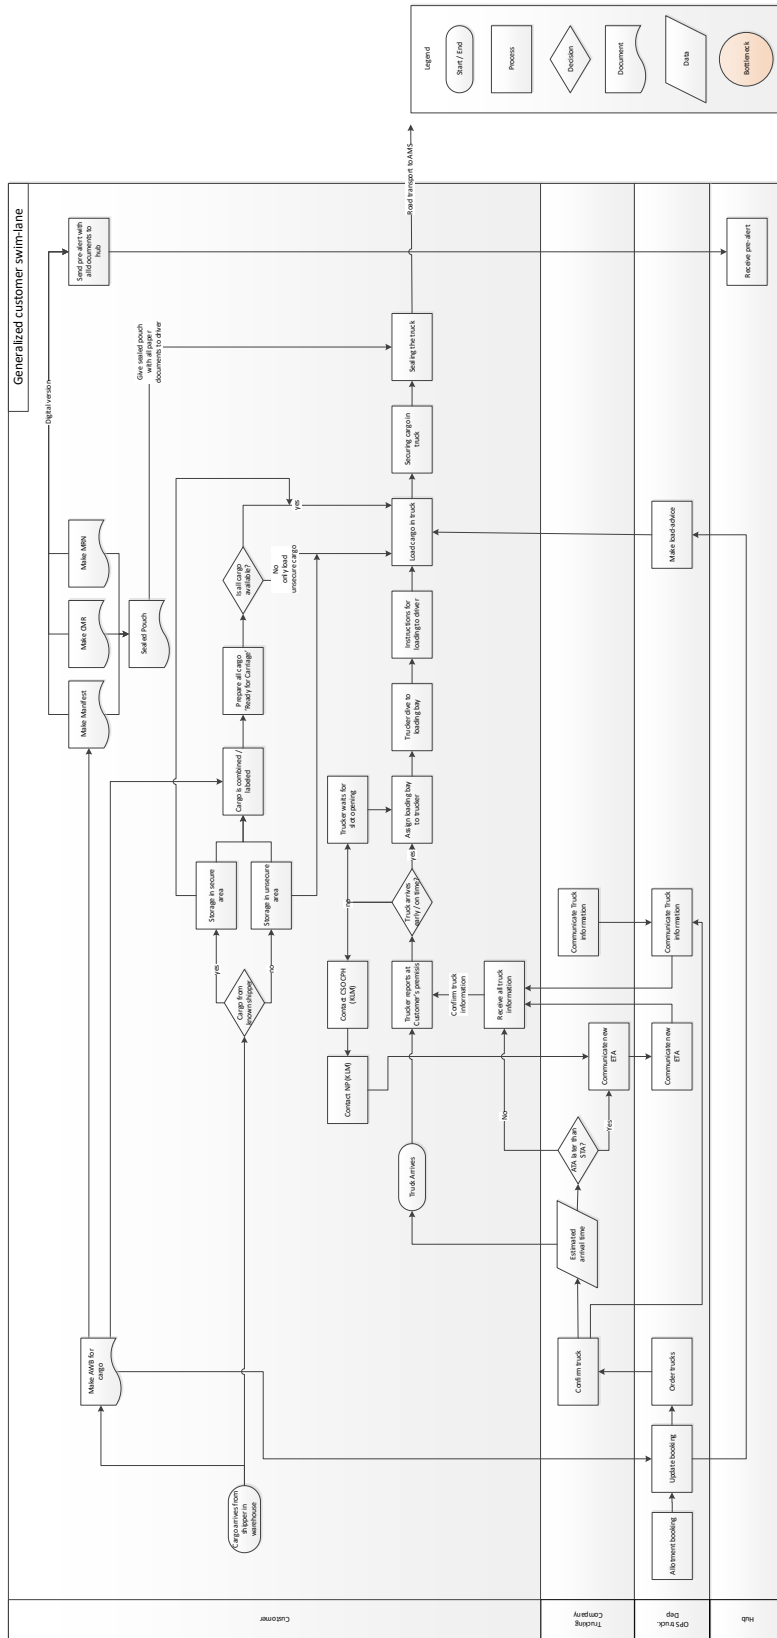 Generalized customer swim-lane
Customer
Trucking
Company
OPS truck.
Dep
Hub
Cargo arrives from
shipper in
warehouse
Make AWB for
cargo
Make Manifest
Make CMR
Make MRN
Digital version
Send pre-alert with
all documents to
hub
Sealed Pouch
Give sealed pouch
with all paper
documents to driver
Cargo from
known shipper
yes
no
Storage in secure
area
Storage in unsecure
area
Cargo is combined /
labeled
Prepare all cargo
'Ready for Carriage'
Is all cargo
available?
yes
No
only load
unsecure cargo
Contact NP (KLM)
Contact CSO CPH
(KLM)
no
Trucker waits for
slot opening
Truck Arrives
Trucker reports at
Customer's premisis
Truck arrives
early / on time?
yes
Assign loading bay
to trucker
Trucker dive to
loading bay
Instructions for
loading to driver
Load cargo in truck
Securing cargo in
truck
Sealing the truck
Road transport to AMS
No
Receive all truck
information
Confirm truck
information
Confirm truck
Estimated
arrival time
ATA later than
STA?
Yes
Communicate new
ETA
Communicate Truck
information
Allotment booking
Update booking
Order trucks
Communicate new
ETA
Communicate Truck
information
Make load-advice
Receive pre-alert
Legend
Start / End
Process
Decision
Document
Data
Bottleneck